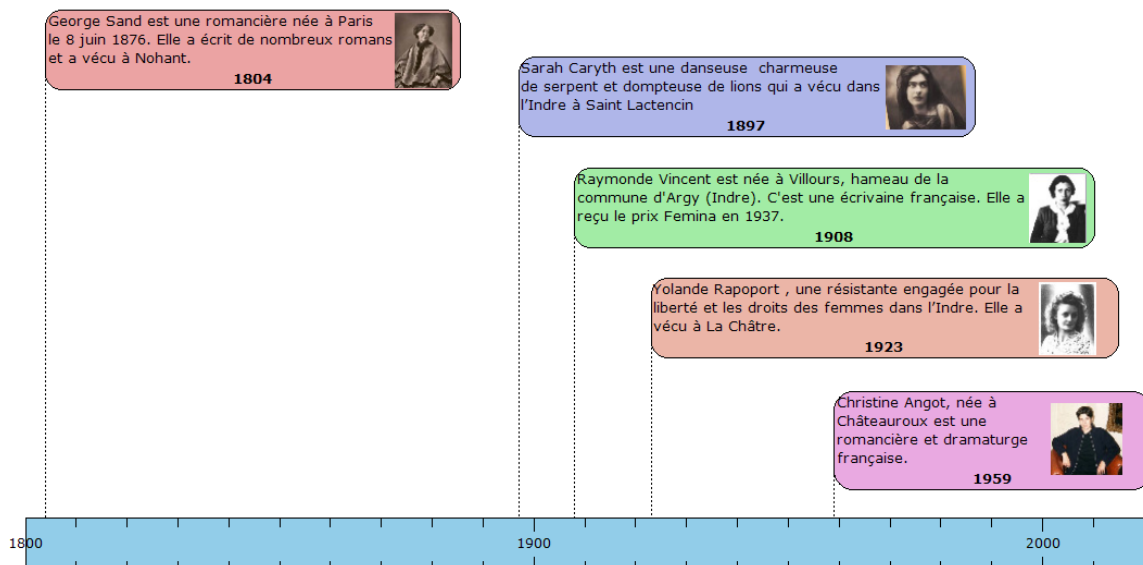 George Sand est une romancière née à Paris
le 8 juin 1876. Elle a écrit de nombreux romans
et a vécu à Nohant.
1804
Sarah Caryth est une danseuse  charmeuse
de serpent et dompteuse de lions qui a vécu dans
l’Indre à Saint Lactencin
1897
Raymonde Vincent est née à Villours, hameau de la
commune d'Argy (Indre). C'est une écrivaine française. Elle a
reçu le prix Femina en 1937.
1908
Yolande Rapoport , une résistante engagée pour la
liberté et les droits des femmes dans l’Indre. Elle a
vécu à La Châtre.
1923
Christine Angot, née à
Châteauroux est une
romancière et dramaturge
française.
1959
1800 1900 2000